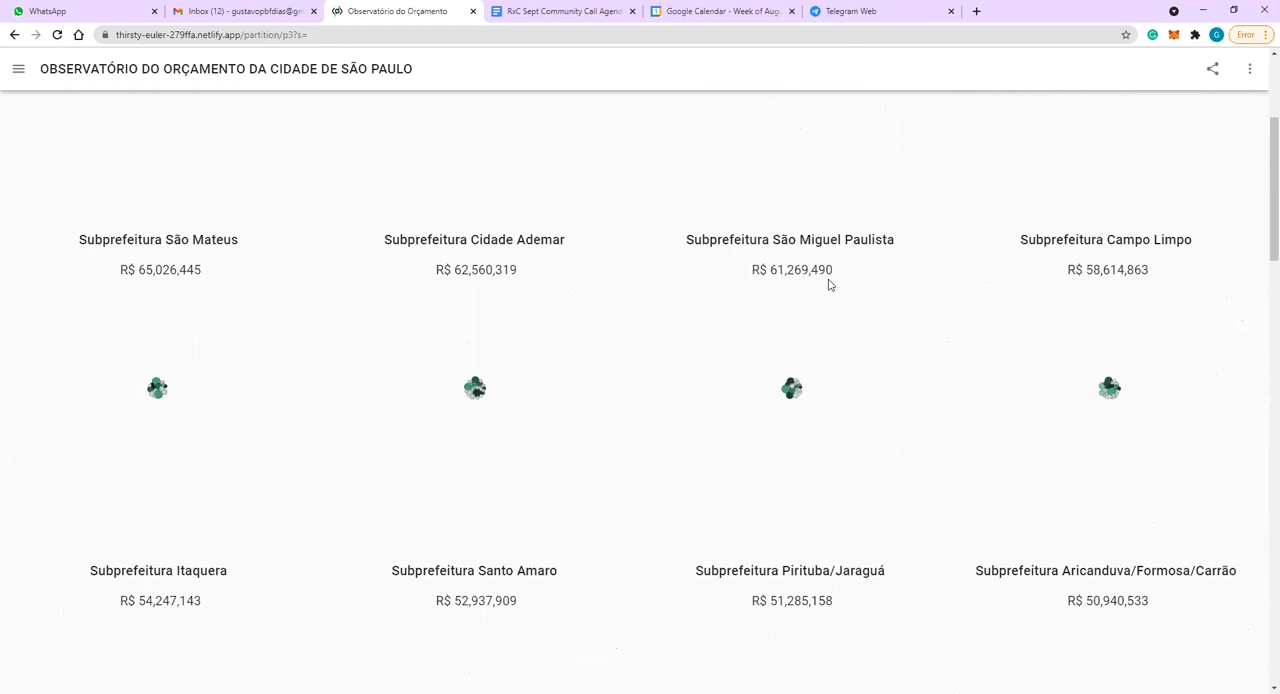 WhatsApp
Inbox (12) - gustavopbfdias@gm
Observatório do Orçamento
RxC Sept Community Call Agend
Google Calendar - Week of Aug
Telegram Web
thirsty-euler-279ffa.netlify.app/partition/p3?s=
G
Error
OBSERVATÓRIO DO ORÇAMENTO DA CIDADE DE SÃO PAULO
Subprefeitura São Mateus
R$ 65,026,445
Subprefeitura Cidade Ademar
R$ 62,560,319
Subprefeitura São Miguel Paulista
R$ 61,269,490
Subprefeitura Campo Limpo
R$ 58,614,863
Subprefeitura Itaquera
R$ 54,247,143
Subprefeitura Santo Amaro
R$ 52,937,909
Subprefeitura Pirituba/Jaraguá
R$ 51,285,158
Subprefeitura Aricanduva/Formosa/Carrão
R$ 50,940,533